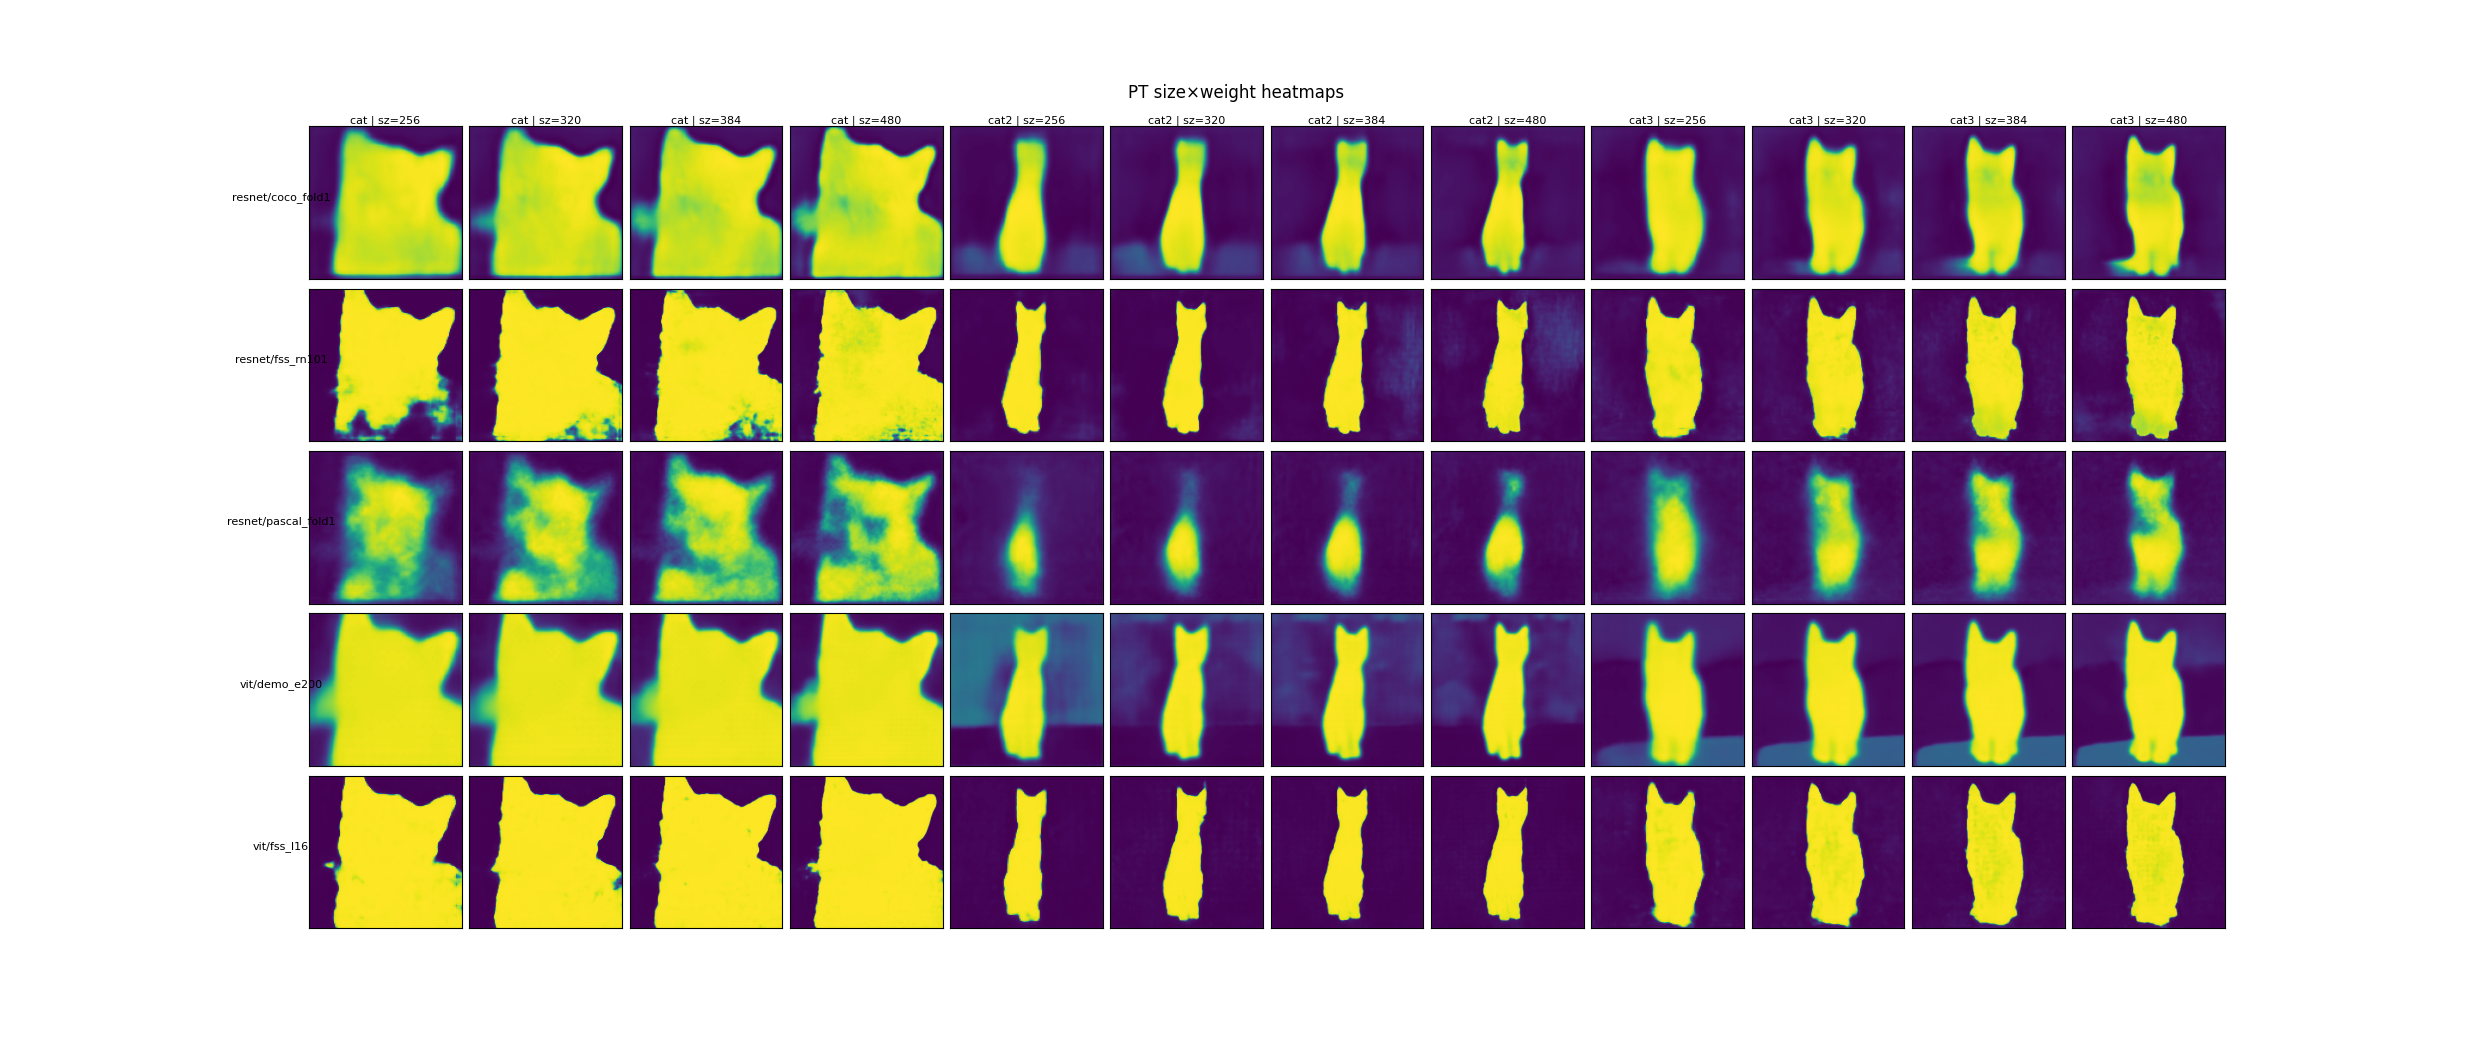 PT size×weight heatmaps
cat | sz=256
cat | sz=320
cat | sz=384
cat | sz=480
cat2 | sz=256
cat2 | sz=320
cat2 | sz=384
cat2 | sz=480
cat3 | sz=256
cat3 | sz=320
cat3 | sz=384
cat3 | sz=480
resnet/coco_fold1
resnet/fss_rn101
resnet/pascal_fold1
vit/demo_e200
vit/fss_l16